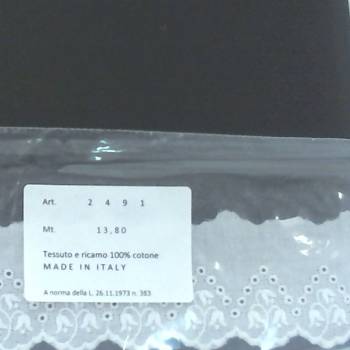 Art. 2 4 9 1
Mt. 13,80
Tessuto e ricamo 100% cotone
MADE IN ITALY
A norma della L. 26.11.1973 n. 383